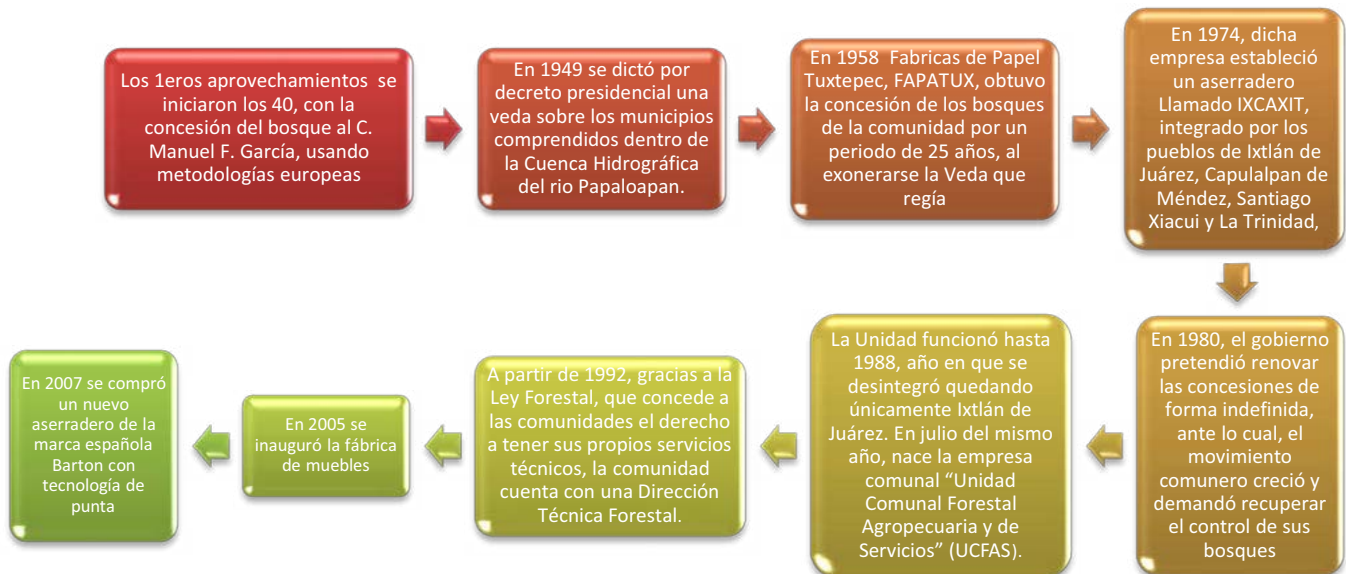 Los 1eros aprovechamientos se
iniciaron los 40, con la
concesión del bosque al C.
Manuel F. García, usando
metodologías europeas
En 1949 se dictó por
decreto presidencial una
veda sobre los municipios
comprendidos dentro de
la Cuenca Hidrográfica
del rio Papaloapan.
En 1958 Fabricas de Papel
Tuxtepec, FAPATUX, obtuvo
la concesión de los bosques
de la comunidad por un
periodo de 25 años, al
exonerarse la Veda que
regía
En 1974, dicha
empresa estableció
un aserradero
Llamado IXCAXIT,
integrado por los
pueblos de Ixtlán de
Juárez, Capulalpan de
Méndez, Santiago
Xiacui y La Trinidad,
En 1980, el gobierno
pretendió renovar
las concesiones de
forma indefinida,
ante lo cual, el
movimiento
comunero creció y
demandó recuperar
el control de sus
bosques
La Unidad funcionó hasta
1988, año en que se
desintegró quedando
únicamente Ixtlán de
Juárez. En julio del mismo
año, nace la empresa
comunal “Unidad
Comunal Forestal
Agropecuaria y de
Servicios” (UCFAS).
A partir de 1992, gracias a la
Ley Forestal, que concede a
las comunidades el derecho
a tener sus propios servicios
técnicos, la comunidad
cuenta con una Dirección
Técnica Forestal.
En 2005 se
inauguró la fábrica
de muebles
En 2007 se compró
un nuevo
aserradero de la
marca española
Barton con
tecnología de
punta